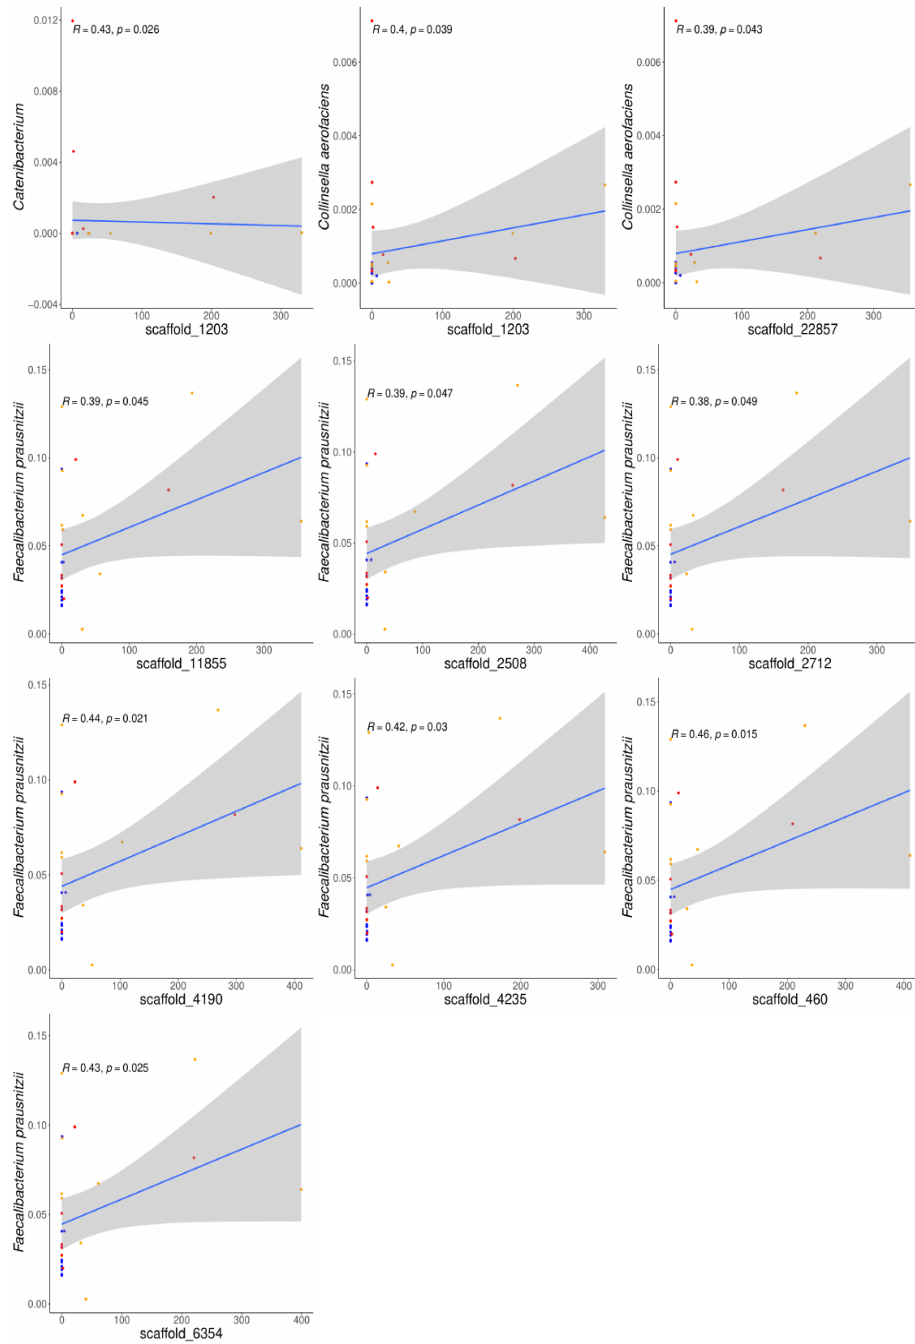 R = 0.43, p = 0.026
0.012
0.008
0.004
0.000
−0.004
Catenibacterium
0 100 200 300
scaffold_1203
R = 0.4, p = 0.039
0.006
0.004
0.002
0.000
Collinsella aerofaciens
0 100 200 300
scaffold_1203
R = 0.39, p = 0.043
0.006
0.004
0.002
0.000
Collinsella aerofaciens
0 100 200 300
scaffold_22857
R = 0.39, p = 0.045
0.15
0.10
0.05
0.00
Faecalibacterium prausnitzii
0 100 200 300
scaffold_11855
R = 0.39, p = 0.047
0.15
0.10
0.05
0.00
Faecalibacterium prausnitzii
0 100 200 300 400
scaffold_2508
R = 0.38, p = 0.049
0.15
0.10
0.05
0.00
Faecalibacterium prausnitzii
0 100 200 300
scaffold_2712
R = 0.44, p = 0.021
0.15
0.10
0.05
0.00
Faecalibacterium prausnitzii
0 100 200 300 400
scaffold_4190
R = 0.42, p = 0.03
0.15
0.10
0.05
0.00
Faecalibacterium prausnitzii
0 100 200 300
scaffold_4235
R = 0.46, p = 0.015
0.15
0.10
0.05
0.00
Faecalibacterium prausnitzii
0 100 200 300 400
scaffold_460
R = 0.43, p = 0.025
0.15
0.10
0.05
0.00
Faecalibacterium prausnitzii
0 100 200 300 400
scaffold_6354